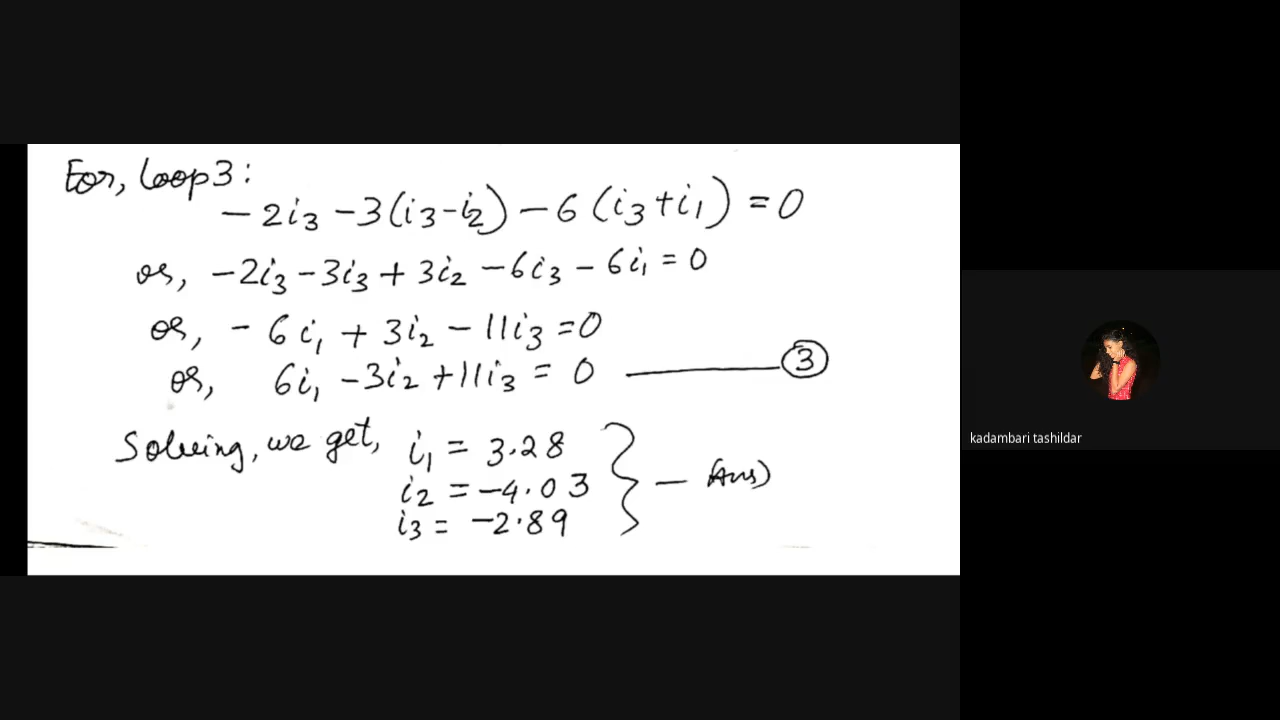 For, Loop3:
-2i₃ -3(i₃-i₂) -6(i₃+i₁) = 0
or, -2i₃ -3i₃ + 3i₂ -6i₃ - 6i₁ = 0
or, - 6i₁ + 3i₂ - 11i₃ = 0
or, 6i₁ -3i₂ +11i₃ = 0 ——— ③
Solving, we get, i₁ = 3.28
i₂ = -4.03 } — (Ans)
i₃ = -2.89
kadambari tashildar